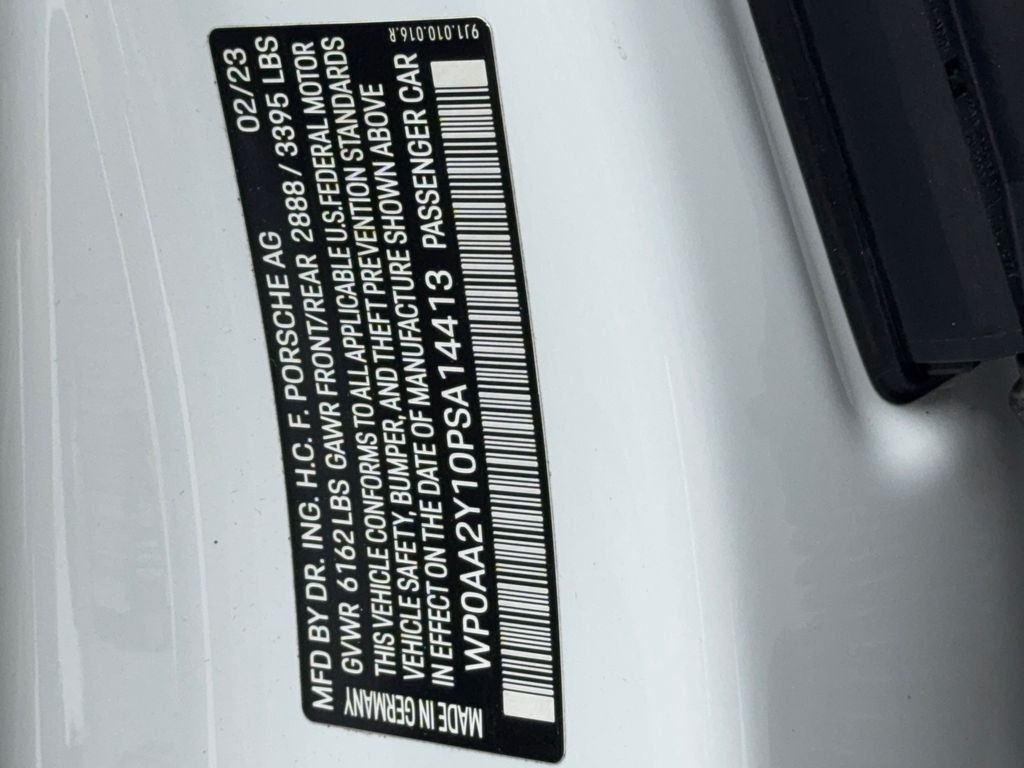 MFD BY DR. ING. H.C. F. PORSCHE AG 02/23
GVWR 6162 LBS GAWR FRONT/REAR 2888/3395 LBS
THIS VEHICLE CONFORMS TO ALL APPLICABLE U.S.FEDERAL MOTOR
VEHICLE SAFETY, BUMPER, AND THEFT PREVENTION STANDARDS
IN EFFECT ON THE DATE OF MANUFACTURE SHOWN ABOVE
WP0AA2Y10PSA14413 PASSENGER CAR
MADE IN GERMANY
9J1.010.016.R